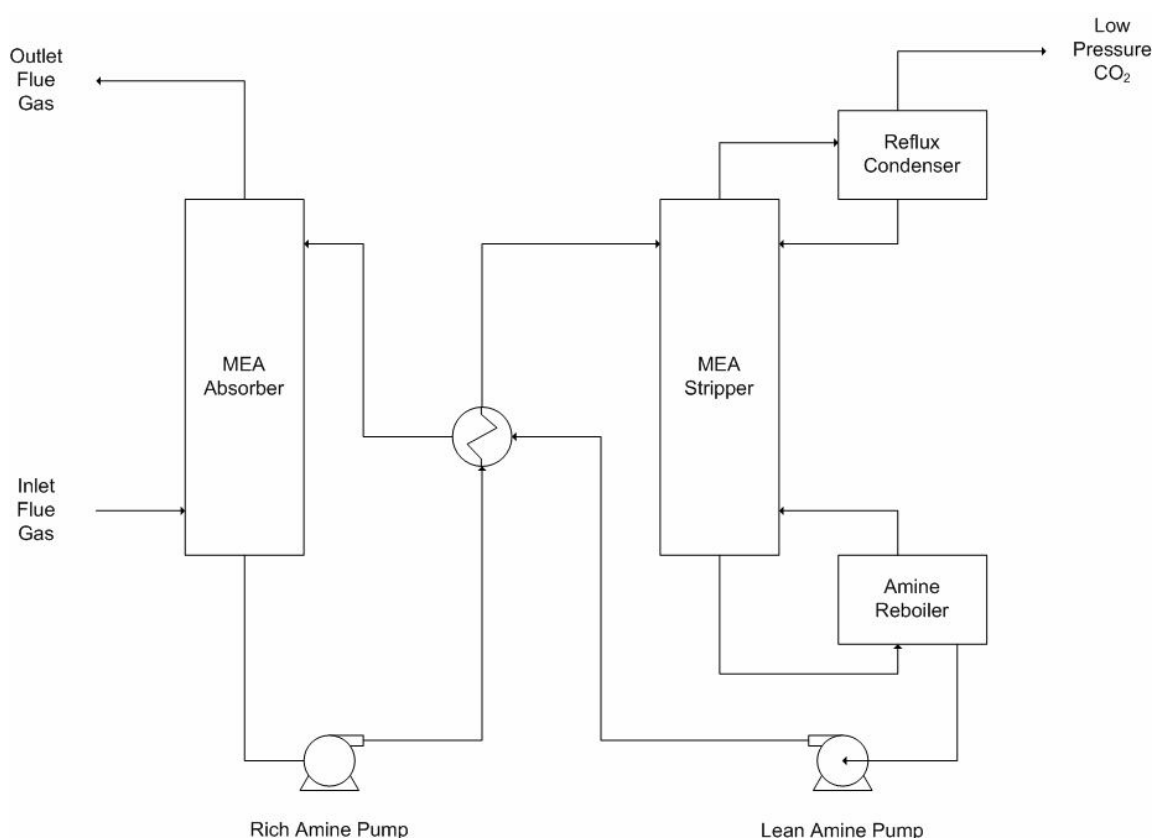 Outlet
Flue
Gas
Low
Pressure
CO₂
Reflux
Condenser
MEA
Absorber
MEA
Stripper
Inlet
Flue
Gas
Amine
Reboiler
Rich Amine Pump
Lean Amine Pump